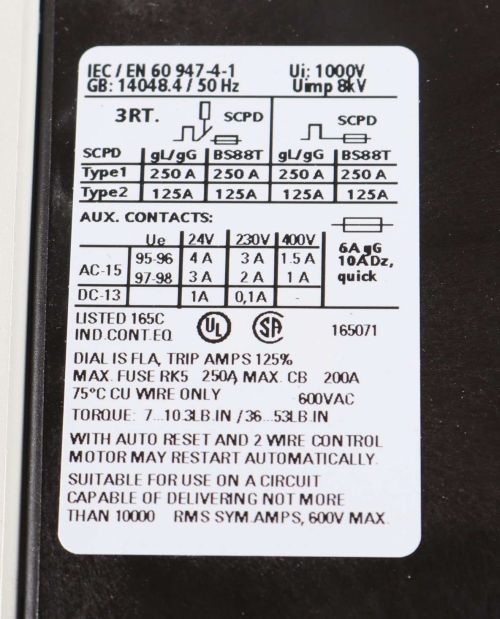 IEC / EN 60 947-4-1 Ui: 1000V
GB: 14048.4 / 50 Hz Uimp 8kV
3RT. SCPD SCPD
SCPD gL/gG BS88T gL/gG BS88T
Type1 250 A 250 A 250 A 250 A
Type2 125A 125A 125A 125A
AUX. CONTACTS:
Ue 24V 230V 400V
AC-15 95-96 4 A 3 A 1.5 A
97-98 3 A 2 A 1 A
DC-13 1A 0,1A -
6A gG
10A Dz,
quick
LISTED 165C
IND.CONT.EQ UL SA 165071
DIAL IS FLA, TRIP AMPS 125%
MAX. FUSE RK5 250A, MAX. CB 200A
75°C CU WIRE ONLY 600VAC
TORQUE: 7...10.3LB.IN / 36...53LB.IN
WITH AUTO RESET AND 2 WIRE CONTROL
MOTOR MAY RESTART AUTOMATICALLY.
SUITABLE FOR USE ON A CIRCUIT
CAPABLE OF DELIVERING NOT MORE
THAN 10000 RMS SYM.AMPS, 600V MAX.